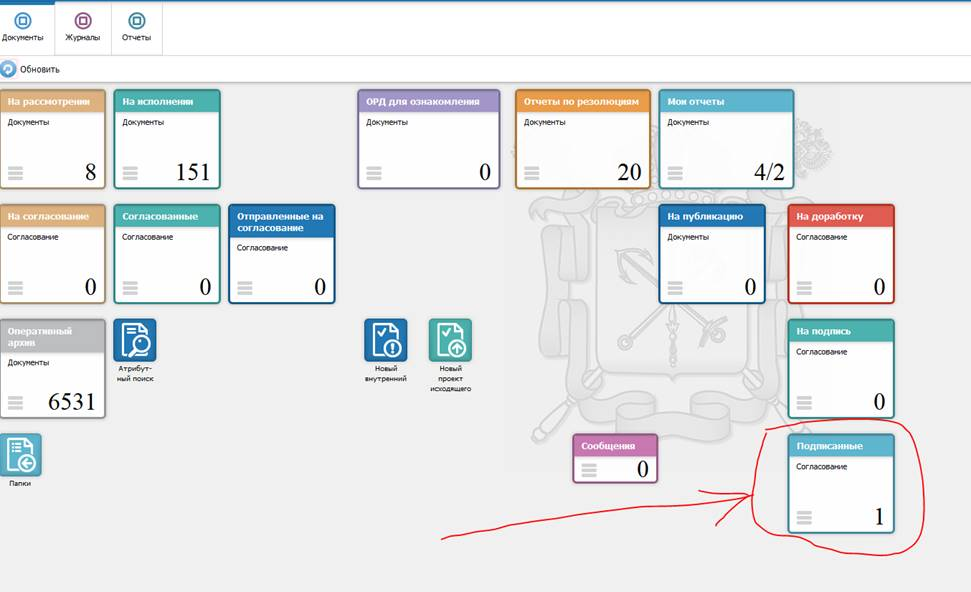 Документы
Журналы
Отчеты
Обновить
На рассмотрении
Документы
8
На исполнении
Документы
151
ОРД для ознакомления
Документы
0
Отчеты по резолюциям
Документы
20
Мои отчеты
Документы
4/2
На согласование
Согласование
0
Согласованные
Согласование
0
Отправленные на
согласование
Согласование
0
На публикацию
Документы
0
На доработку
Согласование
0
Оперативный
архив
Документы
6531
Атрибут-
ный поиск
Новый
внутренний
Новый
проект
исходящего
На подпись
Согласование
0
Папки
Сообщения
0
Подписанные
Согласование
1